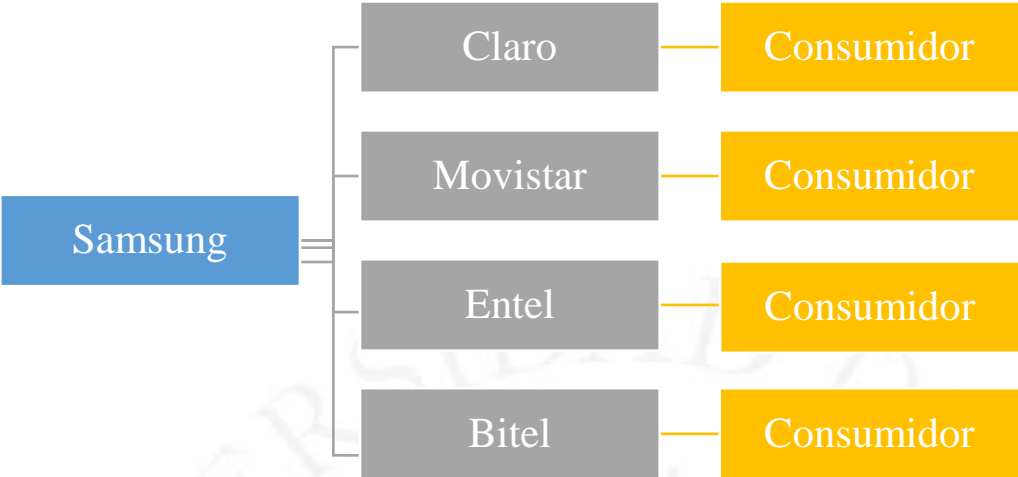 Claro
Consumidor
Movistar
Consumidor
Samsung
Entel
Consumidor
Bitel
Consumidor